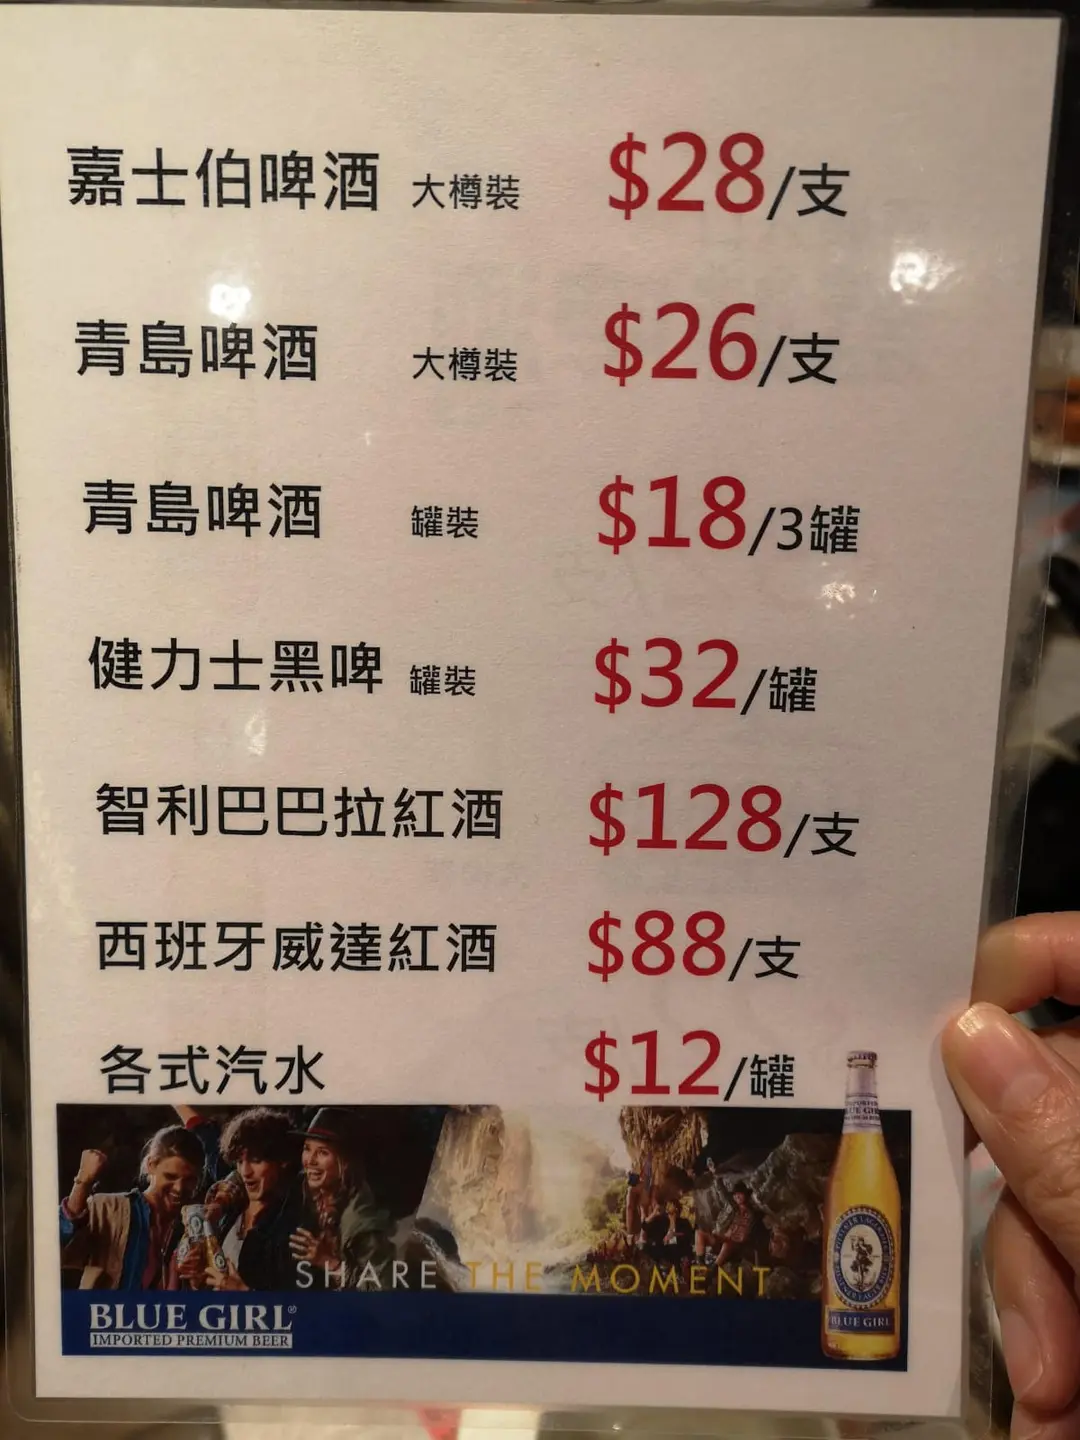 嘉士伯啤酒 大樽裝 $28/支
青島啤酒 大樽裝 $26/支
青島啤酒 罐裝 $18/3罐
健力士黑啤 罐裝 $32/罐
智利巴巴拉紅酒 $128/支
西班牙威達紅酒 $88/支
各式汽水 $12/罐
SHARE THE MOMENT
BLUE GIRL®
IMPORTED PREMIUM BEER
BLUE GIRL
BLUE GIRL